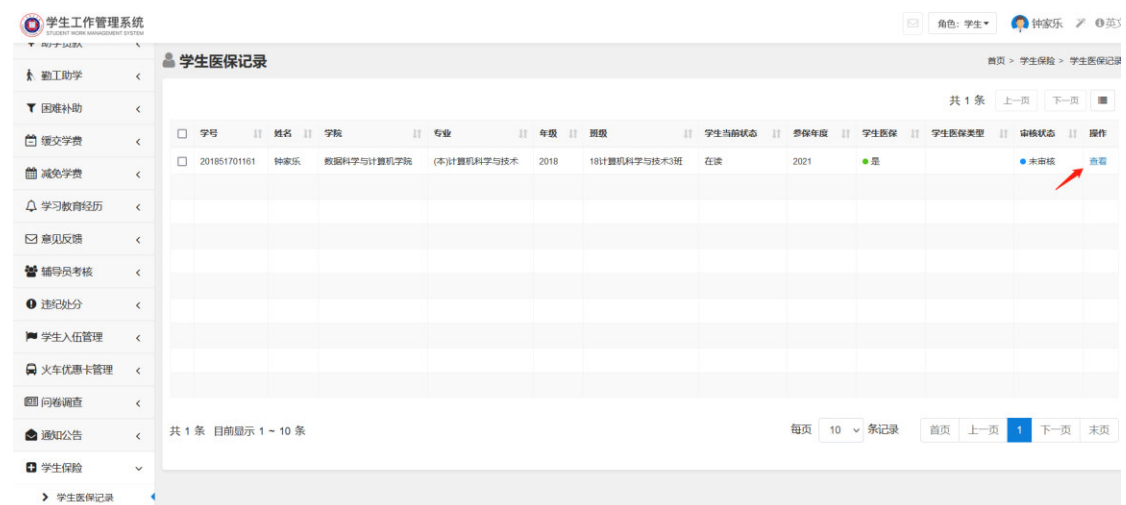 学生工作管理系统
STUDENT WORK MANAGEMENT SYSTEM
角色: 学生
钟家乐
英文
助学贷款
勤工助学
困难补助
缓交学费
减免学费
学习教育经历
意见反馈
辅导员考核
违纪处分
学生入伍管理
火车优惠卡管理
问卷调查
通知公告
学生保险
学生医保记录
学生医保记录
首页 > 学生保险 > 学生医保记录
共 1 条 上一页 下一页
学号 姓名 学院 专业 年级 班级 学生当前状态 参保年度 学生医保 学生医保类型 审核状态 操作
201851701161 钟家乐 数据科学与计算机学院 (本)计算机科学与技术 2018 18计算机科学与技术3班 在读 2021 是 未审核 查看
共 1 条 目前显示 1 ~ 10 条
每页 10 条记录 首页 上一页 1 下一页 末页